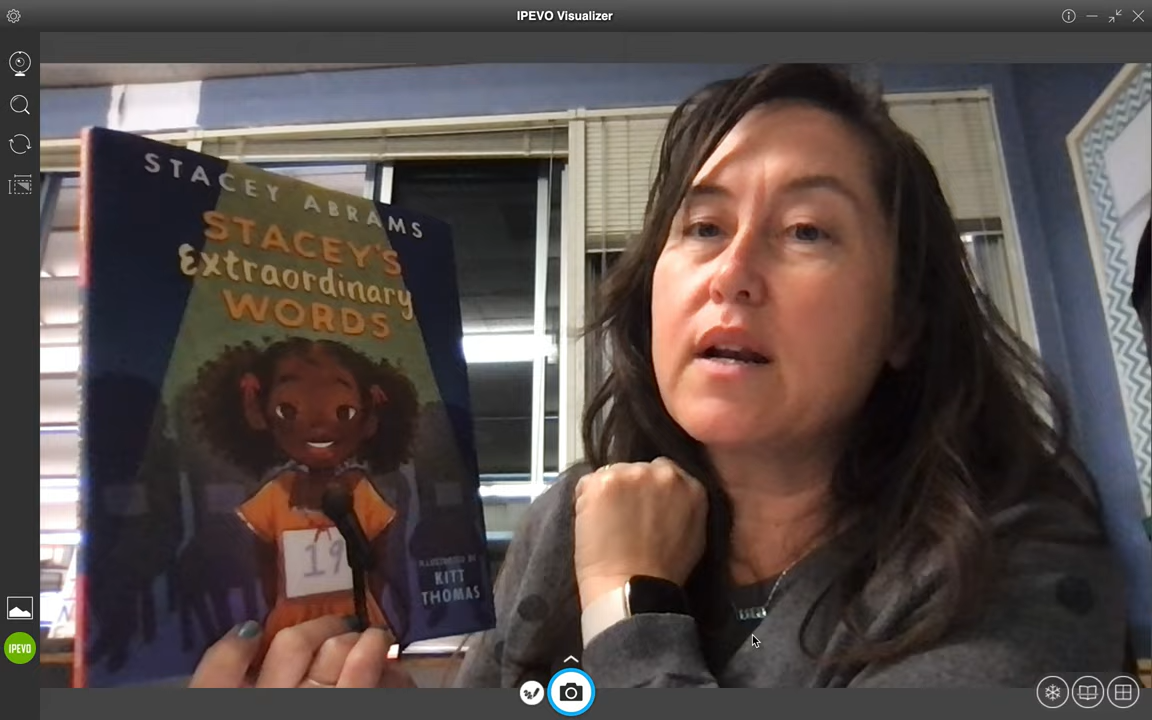 IPEVO Visualizer
STACEY ABRAMS
STACEY'S
Extraordinary
WORDS
19
ILLUSTRATED BY
KITT
THOMAS
IPEVO